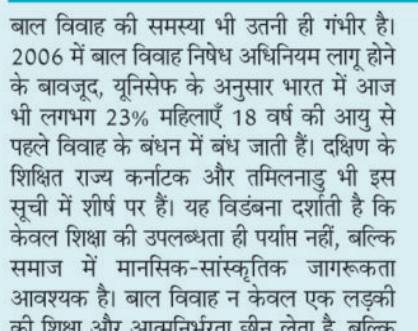 बाल विवाह की समस्या भी उतनी ही गंभीर है।
2006 में बाल विवाह निषेध अधिनियम लागू होने
के बावजूद, यूनिसेफ के अनुसार भारत में आज
भी लगभग 23% महिलाएँ 18 वर्ष की आयु से
पहले विवाह के बंधन में बंध जाती हैं। दक्षिण के
शिक्षित राज्य कर्नाटक और तमिलनाडु भी इस
सूची में शीर्ष पर हैं। यह विडंबना दर्शाती है कि
केवल शिक्षा की उपलब्धता ही पर्याप्त नहीं, बल्कि
समाज में मानसिक-सांस्कृतिक जागरूकता
आवश्यक है। बाल विवाह न केवल एक लड़की
की शिक्षा और आत्मनिर्भरता छीन लेता है, बल्कि